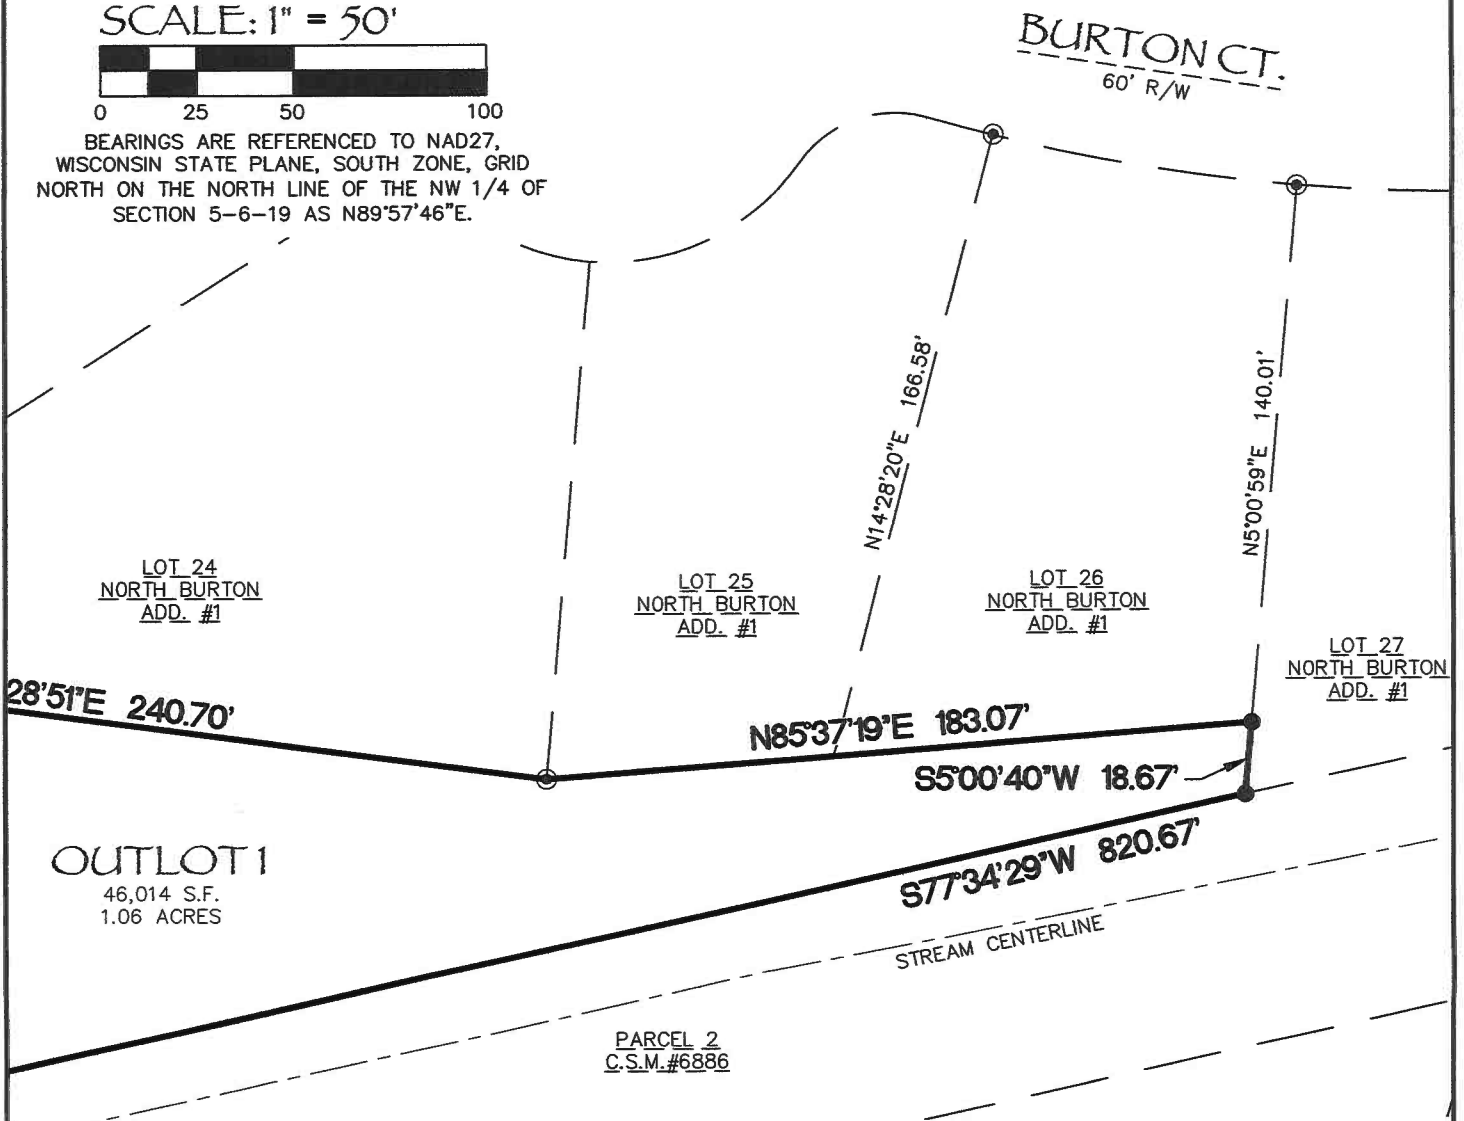 SCALE: 1" = 50'
0 25 50 100
BEARINGS ARE REFERENCED TO NAD27,
WISCONSIN STATE PLANE, SOUTH ZONE, GRID
NORTH ON THE NORTH LINE OF THE NW 1/4 OF
SECTION 5-6-19 AS N89°57'46"E.
BURTON CT.
60' R/W
N14°28'20"E 166.58'
N5°00'59"E 140.01'
LOT 24
NORTH BURTON
ADD. #1
LOT 25
NORTH BURTON
ADD. #1
LOT 26
NORTH BURTON
ADD. #1
LOT 27
NORTH BURTON
ADD. #1
28'51"E 240.70'
N85°37'19"E 183.07'
S5°00'40"W 18.67'
S77°34'29"W 820.67'
OUTLOT 1
46,014 S.F.
1.06 ACRES
STREAM CENTERLINE
PARCEL 2
C.S.M.#6886